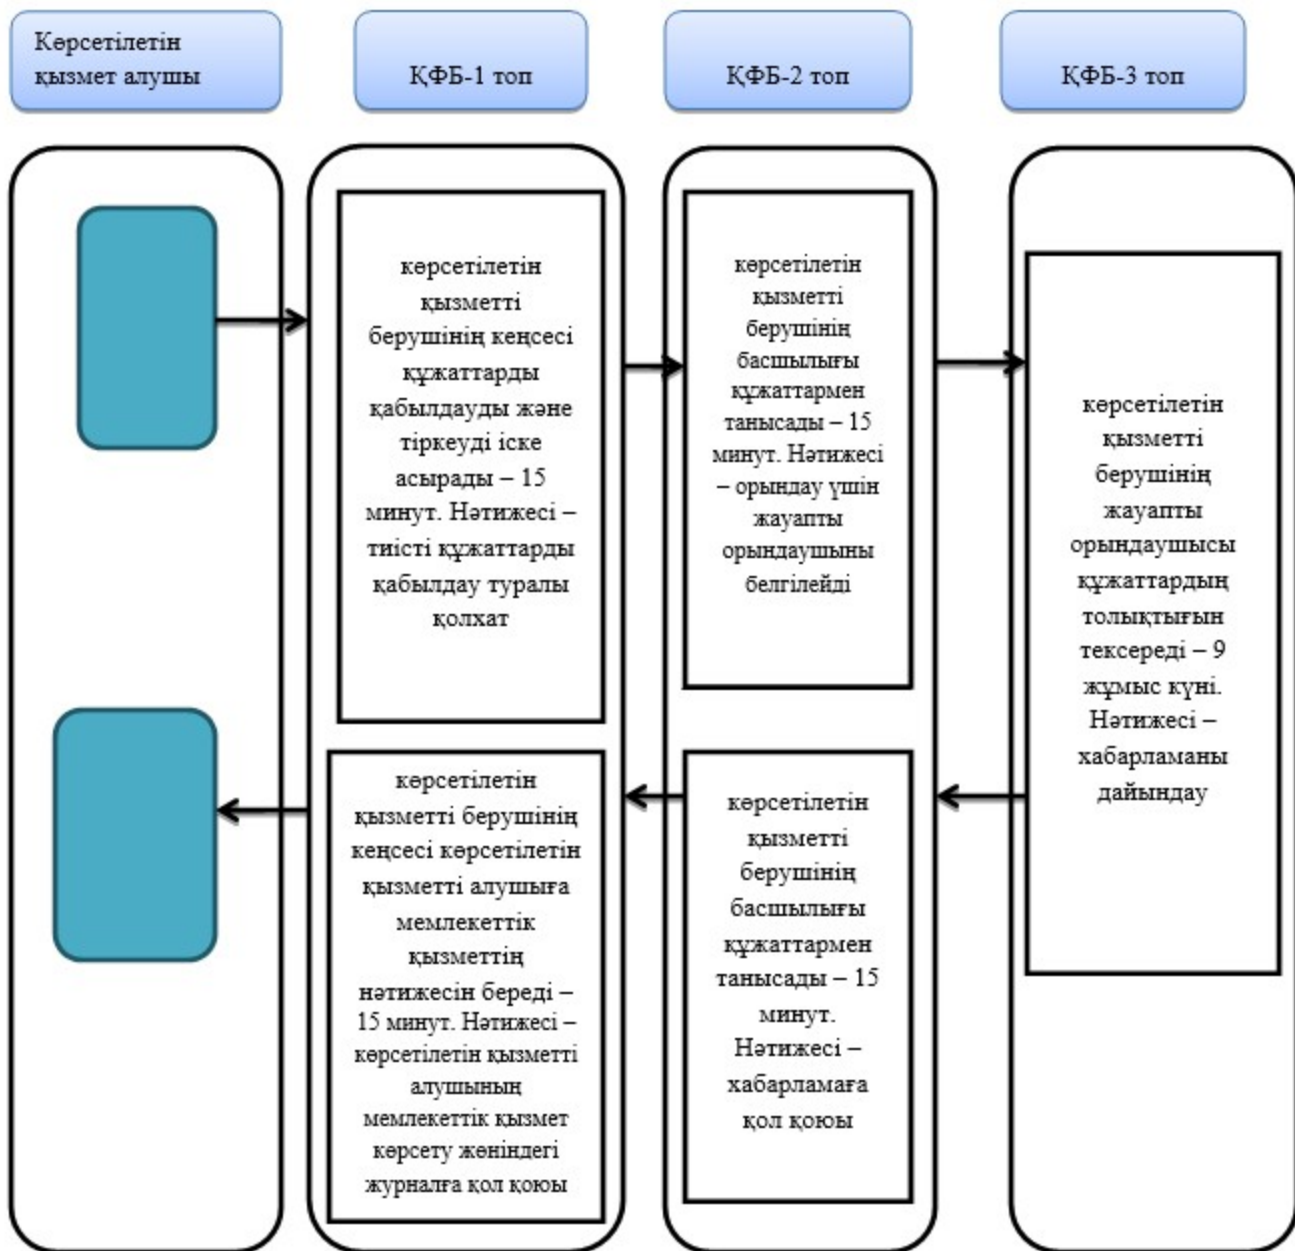 Көрсетілетін
қызмет алушы
ҚФБ-1 топ
ҚФБ-2 топ
ҚФБ-3 топ
көрсетілетін
қызметті
берушінің кеңсесі
құжаттарды
қабылдауды және
тіркеуді іске
асырады – 15
минут. Нәтижесі –
тиісті құжаттарды
қабылдау туралы
қолхат
көрсетілетін
қызметті
берушінің
басшылығы
құжаттармен
танысады – 15
минут. Нәтижесі
– орындау үшін
жауапты
орындаушыны
белгілейді
көрсетілетін
қызметті
берушінің
жауапты
орындаушысы
құжаттардың
толықтығын
тексереді – 9
жұмыс күні.
Нәтижесі –
хабарламаны
дайындау
көрсетілетін
қызметті
берушінің
басшылығы
құжаттармен
танысады – 15
минут.
Нәтижесі –
хабарламаға
қол қоюы
көрсетілетін
қызметті берушінің
кеңсесі көрсетілетін
қызметті алушыға
мемлекеттік
қызметтің
нәтижесін береді –
15 минут. Нәтижесі –
көрсетілетін қызметті
алушының
мемлекеттік қызмет
көрсету жөніндегі
журналға қол қоюы